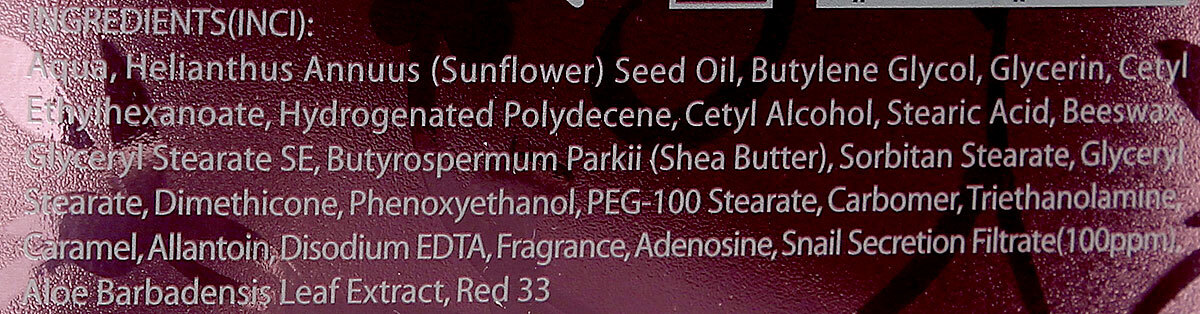 INGREDIENTS(INCI):
Aqua, Helianthus Annuus (Sunflower) Seed Oil, Butylene Glycol, Glycerin, Cetyl
Ethylhexanoate, Hydrogenated Polydecene, Cetyl Alcohol, Stearic Acid, Beeswax
Glyceryl Stearate SE, Butyrospermum Parkii (Shea Butter), Sorbitan Stearate, Glyceryl
Stearate, Dimethicone, Phenoxyethanol, PEG-100 Stearate, Carbomer, Triethanolamine,
Caramel, Allantoin, Disodium EDTA, Fragrance, Adenosine, Snail Secretion Filtrate(100ppm),
Aloe Barbadensis Leaf Extract, Red 33